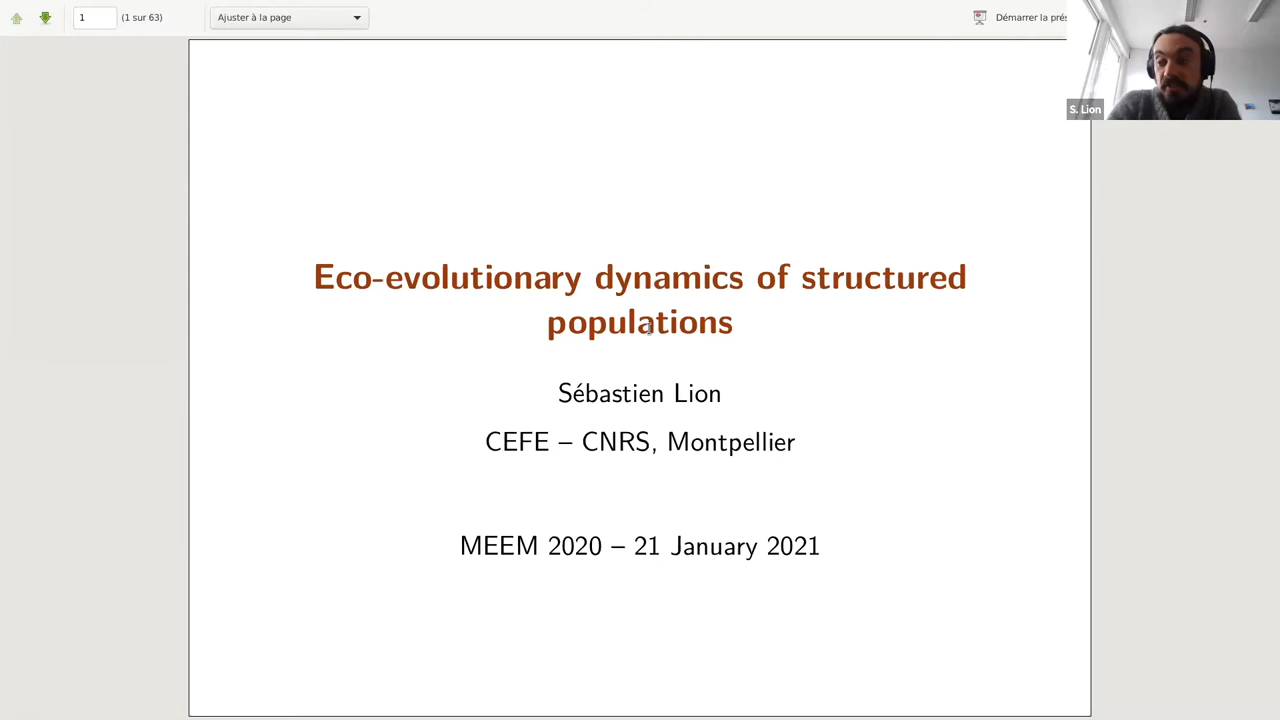 1
(1 sur 63)
Ajuster à la page
Démarrer la prés
S. Lion
Eco-evolutionary dynamics of structured
populations
Sébastien Lion
CEFE – CNRS, Montpellier
MEEM 2020 – 21 January 2021